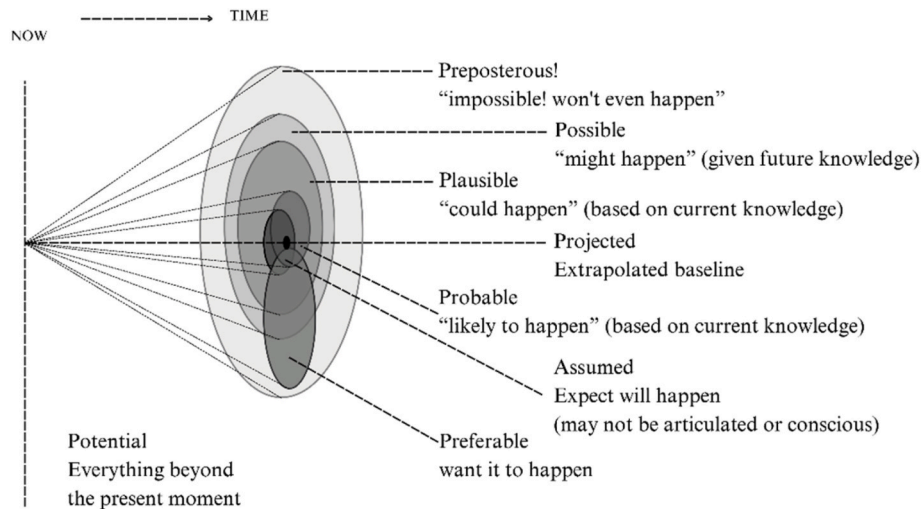 TIME
NOW
Preposterous!
“impossible! won't even happen”
Possible
“might happen” (given future knowledge)
Plausible
“could happen” (based on current knowledge)
Projected
Extrapolated baseline
Probable
“likely to happen” (based on current knowledge)
Assumed
Expect will happen
(may not be articulated or conscious)
Potential
Everything beyond
the present moment
Preferable
want it to happen